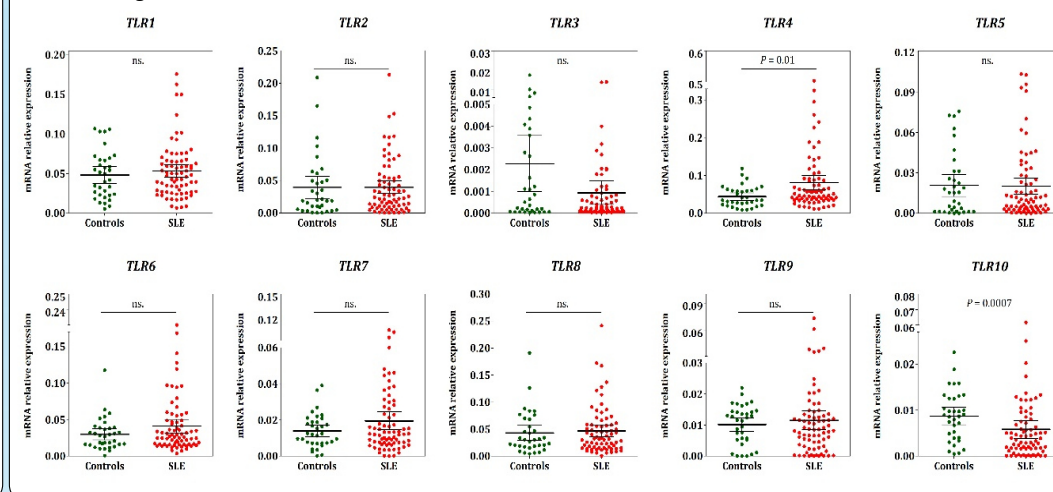 TLR1
mRNA relative expression
0.20
0.15
0.10
0.05
0.00
ns.
Controls
SLE
TLR2
mRNA relative expression
0.25
0.20
0.15
0.10
0.05
0.00
ns.
Controls
SLE
TLR3
mRNA relative expression
0.03
0.02
0.01
0.005
0.004
0.003
0.002
0.001
0.000
ns.
Controls
SLE
TLR4
mRNA relative expression
0.6
0.5
0.3
0.2
0.1
0.0
P = 0.01
Controls
SLE
TLR5
mRNA relative expression
0.12
0.09
0.06
0.03
0.00
ns.
Controls
SLE
TLR6
mRNA relative expression
0.25
0.24
0.15
0.10
0.05
0.00
ns.
Controls
SLE
TLR7
mRNA relative expression
0.15
0.12
0.06
0.04
0.02
0.00
ns.
Controls
SLE
TLR8
mRNA relative expression
0.30
0.25
0.20
0.15
0.10
0.05
0.00
ns.
Controls
SLE
TLR9
mRNA relative expression
0.09
0.06
0.03
0.02
0.01
0.00
ns.
Controls
SLE
TLR10
mRNA relative expression
0.08
0.07
0.06
0.02
0.01
0.00
P = 0.0007
Controls
SLE